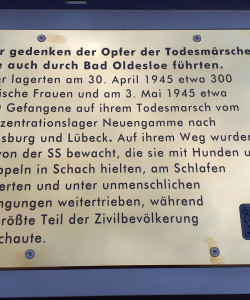 r gedenken der Opfer der Todesmärsche
e auch durch Bad Oldesloe führten.
er lagerten am 30. April 1945 etwa 300
ische Frauen und am 3. Mai 1945 etwa
Gefangene auf ihrem Todesmarsch vom
zentrationslager Neuengamme nach
sburg und Lübeck. Auf ihrem Weg wurden
von der SS bewacht, die sie mit Hunden u
ppeln in Schach hielten, am Schlafen
erten und unter unmenschlichen
ngungen weitertrieben, während
rößte Teil der Zivilbevölkerung
chaute.